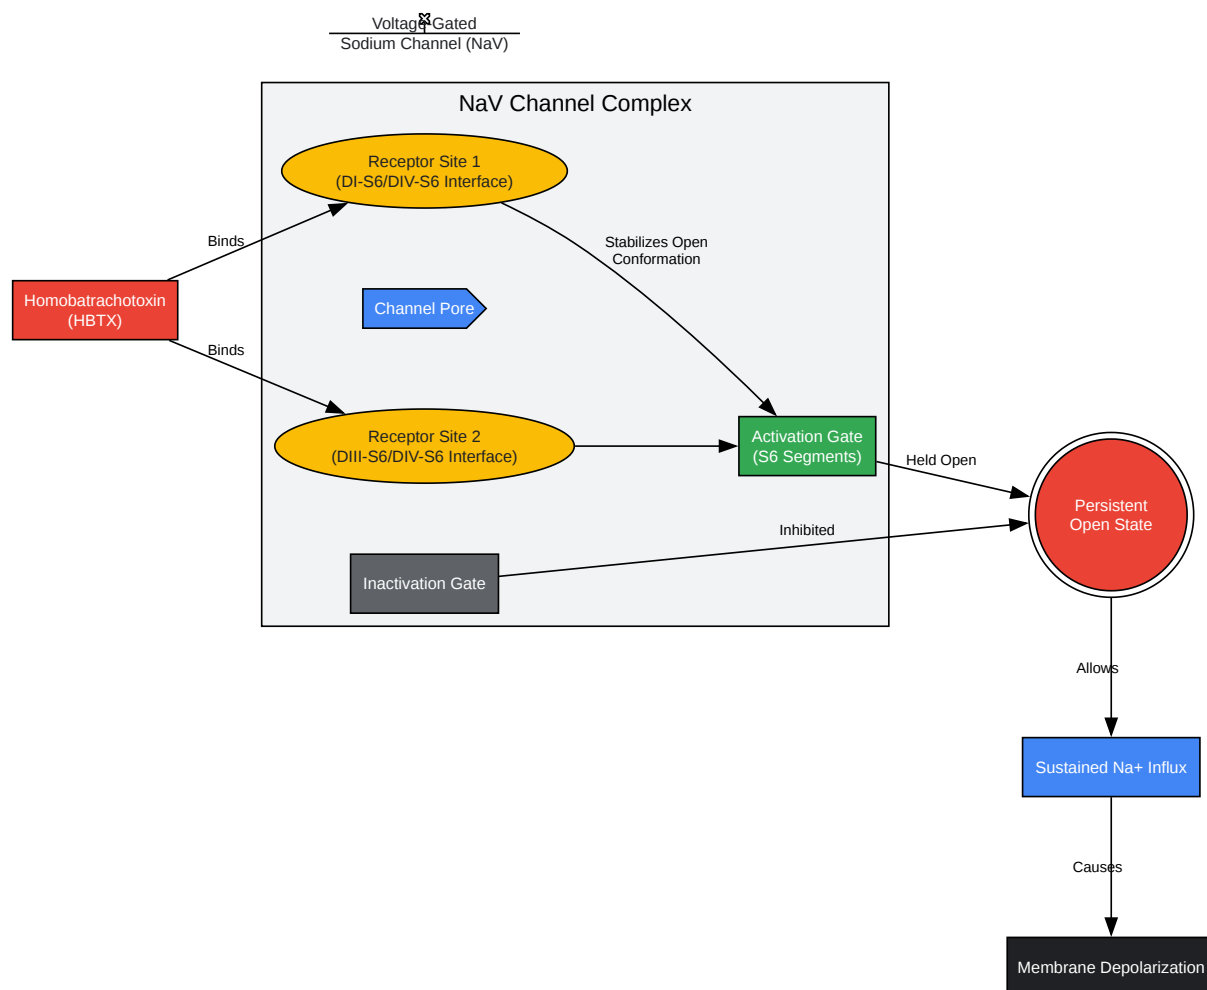 Voltage-Gated
Sodium Channel (NaV)
NaV Channel Complex
Receptor Site 1
(DI-S6/DIV-S6 Interface)
Binds
Stabilizes Open
Conformation
Homobatrachotoxin
(HBTX)
Channel Pore
Binds
Receptor Site 2
(DIII-S6/DIV-S6 Interface)
Activation Gate
(S6 Segments)
Held Open
Persistent
Open State
Inhibited
Inactivation Gate
Allows
Sustained Na+ Influx
Causes
Membrane Depolarization